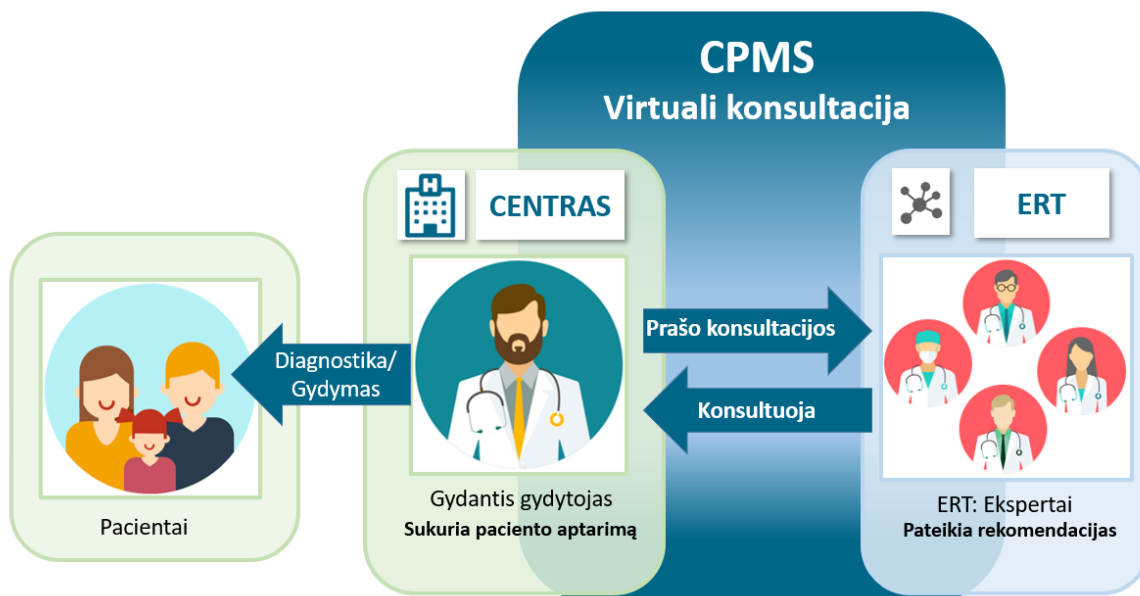 CPMS
Virtuali konsultacija
CENTRAS
ERT
Diagnostika/
Gydymas
Prašo konsultacijos
Konsultuoja
Pacientai
Gydantis gydytojas
Sukuria paciento aptarimą
ERT: Ekspertai
Pateikia rekomendacijas